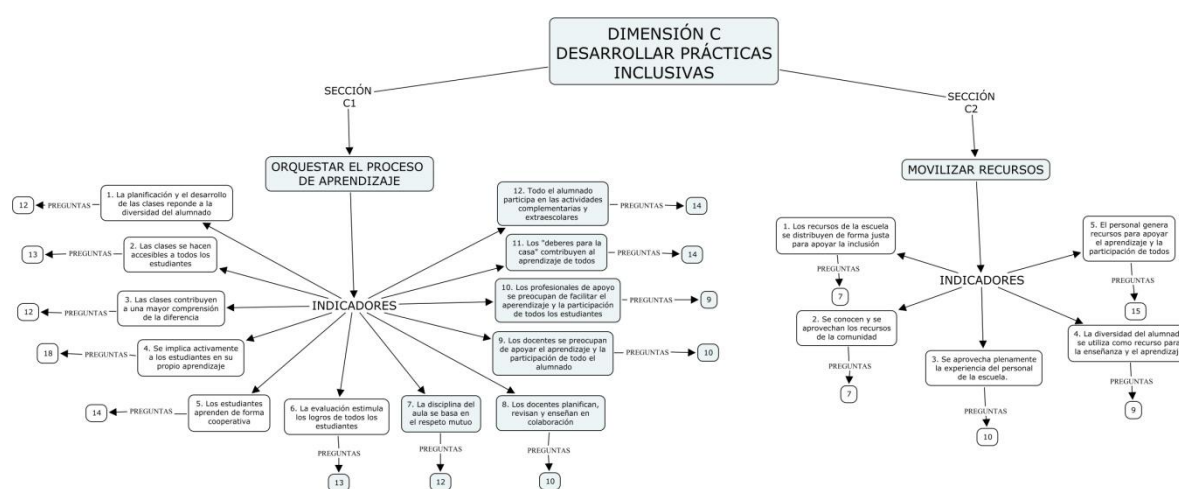 DIMENSIÓN C
DESARROLLAR PRÁCTICAS
INCLUSIVAS
SECCIÓN
C1
ORQUESTAR EL PROCESO
DE APRENDIZAJE
INDICADORES
1. La planificación y el desarrollo
de las clases responde a la
diversidad del alumnado
PREGUNTAS
12
2. Las clases se hacen
accesibles a todos los
estudiantes
PREGUNTAS
13
3. Las clases contribuyen
a una mayor comprensión
de la diferencia
PREGUNTAS
12
4. Se implica activamente
a los estudiantes en su
propio aprendizaje
PREGUNTAS
18
5. Los estudiantes
aprenden de forma
cooperativa
PREGUNTAS
14
6. La evaluación estimula
los logros de todos los
estudiantes
PREGUNTAS
13
7. La disciplina del
aula se basa en
el respeto mutuo
PREGUNTAS
12
8. Los docentes planifican,
revisan y enseñan en
colaboración
PREGUNTAS
10
9. Los docentes se preocupan
de apoyar el aprendizaje y la
participación de todo el
alumnado
PREGUNTAS
10
10. Los profesionales de apoyo
se preocupan de facilitar el
aprendizaje y la participación
de todos los estudiantes
PREGUNTAS
9
11. Los "deberes para la
casa" contribuyen al
aprendizaje de todos
PREGUNTAS
14
12. Todo el alumnado
participa en las actividades
complementarias y
extraescolares
PREGUNTAS
14
SECCIÓN
C2
MOVILIZAR RECURSOS
INDICADORES
1. Los recursos de la escuela
se distribuyen de forma justa
para apoyar la inclusión
PREGUNTAS
7
2. Se conocen y se
aprovechan los recursos
de la comunidad
PREGUNTAS
7
3. Se aprovecha plenamente
la experiencia del personal
de la escuela.
PREGUNTAS
10
4. La diversidad del alumnado
se utiliza como recurso para
la enseñanza y el aprendizaje
PREGUNTAS
9
5. El personal genera
recursos para apoyar
el aprendizaje y la
participación de todos
PREGUNTAS
15